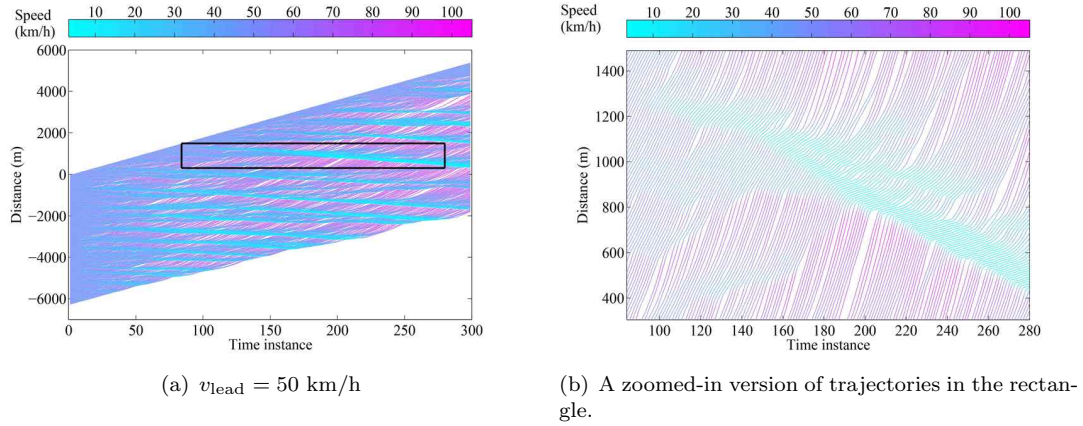 Speed
(km/h)
10 20 30 40 50 60 70 80 90 100
6000
4000
2000
0
−2000
−4000
−6000
Distance (m)
0 50 100 150 200 250 300
Time instance
(a) vlead = 50 km/h
Speed
(km/h)
10 20 30 40 50 60 70 80 90 100
1400
1200
1000
800
600
400
Distance (m)
100 120 140 160 180 200 220 240 260 280
Time instance
(b) A zoomed-in version of trajectories in the rectan-
gle.